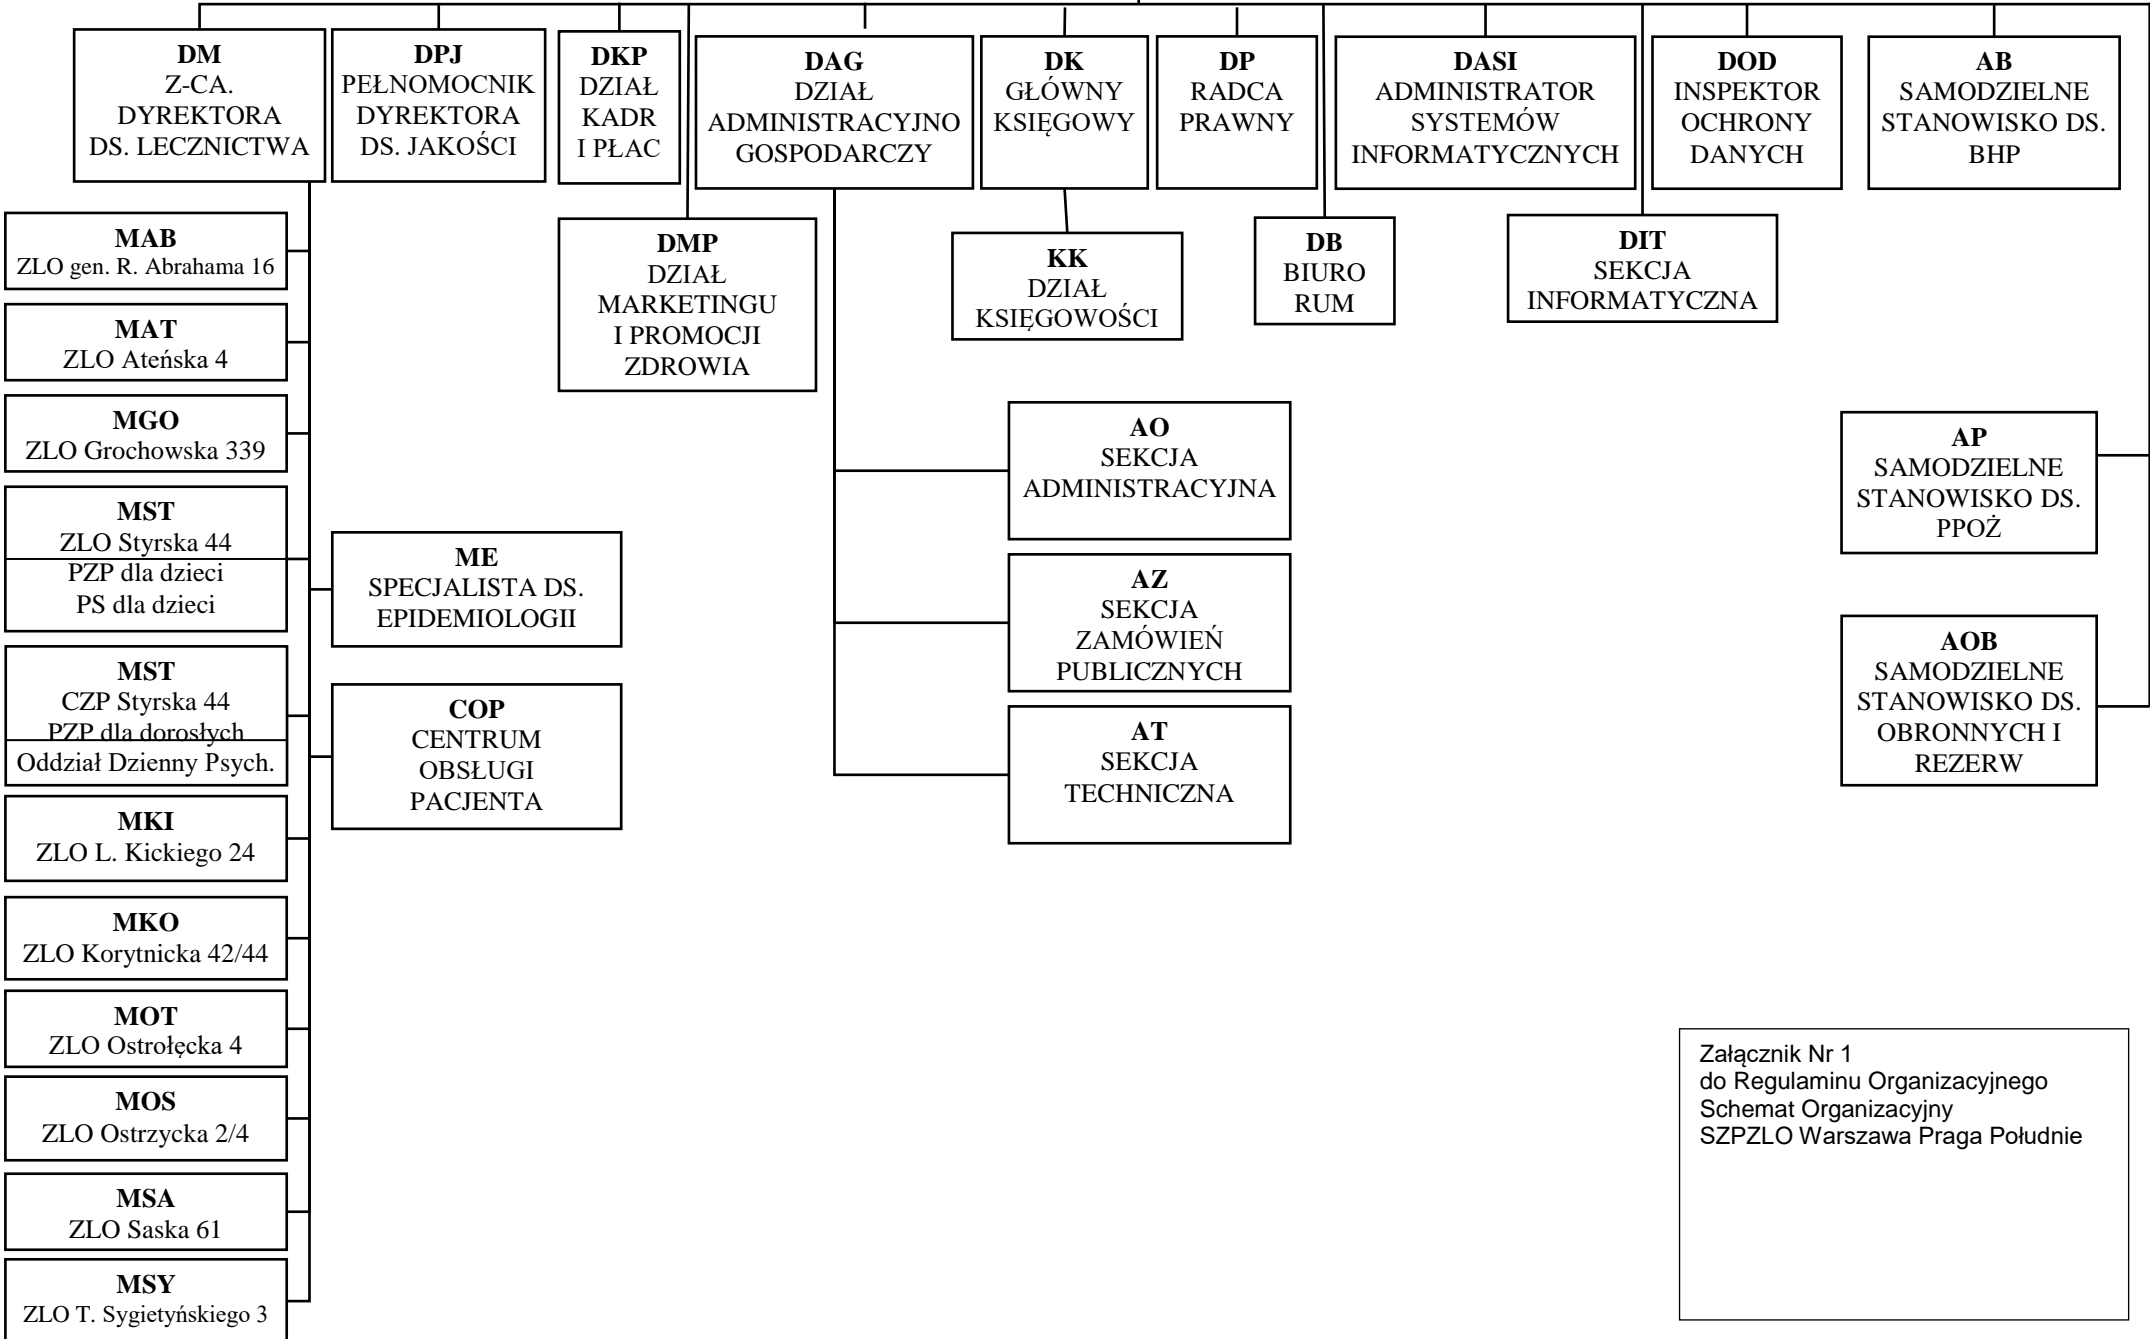 DM
Z-CA.
DYREKTORA
DS. LECZNICTWA
DPJ
PEŁNOMOCNIK
DYREKTORA
DS. JAKOŚCI
DKP
DZIAŁ
KADR
I PŁAC
DAG
DZIAŁ
ADMINISTRACYJNO
GOSPODARCZY
DK
GŁÓWNY
KSIĘGOWY
DP
RADCA
PRAWNY
DASI
ADMINISTRATOR
SYSTEMÓW
INFORMATYCZNYCH
DOD
INSPEKTOR
OCHRONY
DANYCH
AB
SAMODZIELNE
STANOWISKO DS.
BHP
DMP
DZIAŁ
MARKETINGU
I PROMOCJI
ZDROWIA
KK
DZIAŁ
KSIĘGOWOŚCI
DB
BIURO
RUM
DIT
SEKCJA
INFORMATYCZNA
MAB
ZLO gen. R. Abrahama 16
MAT
ZLO Ateńska 4
MGO
ZLO Grochowska 339
MST
ZLO Styrska 44
PZP dla dzieci
PS dla dzieci
MST
CZP Styrska 44
PZP dla dorosłych
Oddział Dzienny Psych.
MKI
ZLO L. Kickiego 24
MKO
ZLO Korytnicka 42/44
MOT
ZLO Ostrołęcka 4
MOS
ZLO Ostrzycka 2/4
MSA
ZLO Saska 61
MSY
ZLO T. Sygietyńskiego 3
ME
SPECJALISTA DS.
EPIDEMIOLOGII
COP
CENTRUM
OBSŁUGI
PACJENTA
AO
SEKCJA
ADMINISTRACYJNA
AZ
SEKCJA
ZAMÓWIEŃ
PUBLICZNYCH
AT
SEKCJA
TECHNICZNA
AP
SAMODZIELNE
STANOWISKO DS.
PPOŻ
AOB
SAMODZIELNE
STANOWISKO DS.
OBRONNYCH I
REZERW
Załącznik Nr 1
do Regulaminu Organizacyjnego
Schemat Organizacyjny
SZPZLO Warszawa Praga Południe